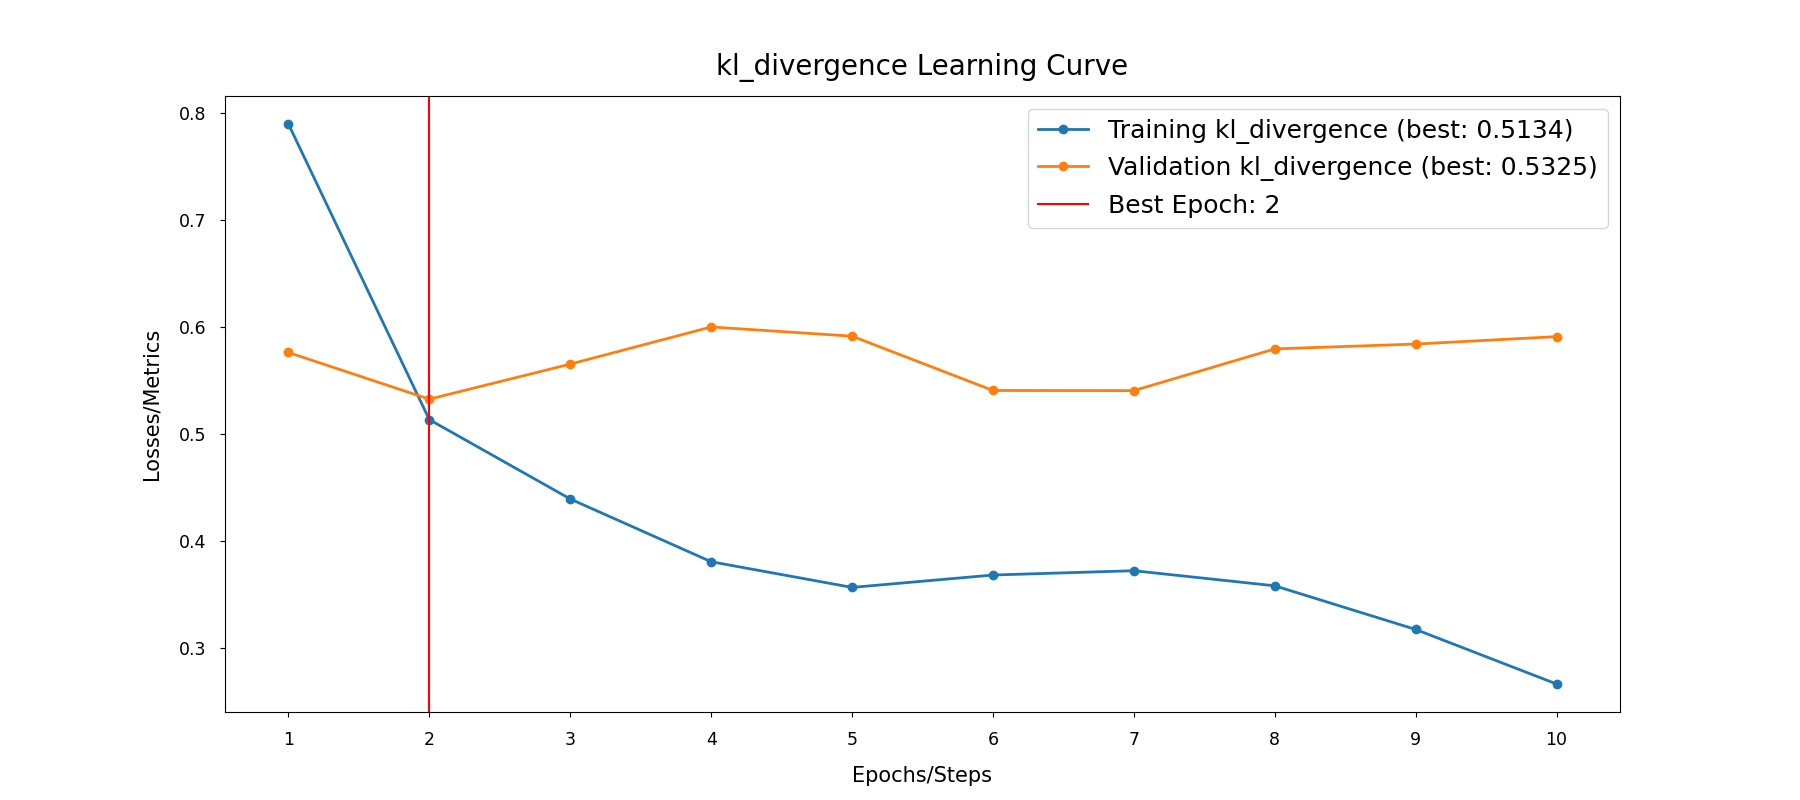 kl_divergence Learning Curve
Training kl_divergence (best: 0.5134)
Validation kl_divergence (best: 0.5325)
Best Epoch: 2
Losses/Metrics
0.8
0.7
0.6
0.5
0.4
0.3
1 2 3 4 5 6 7 8 9 10
Epochs/Steps